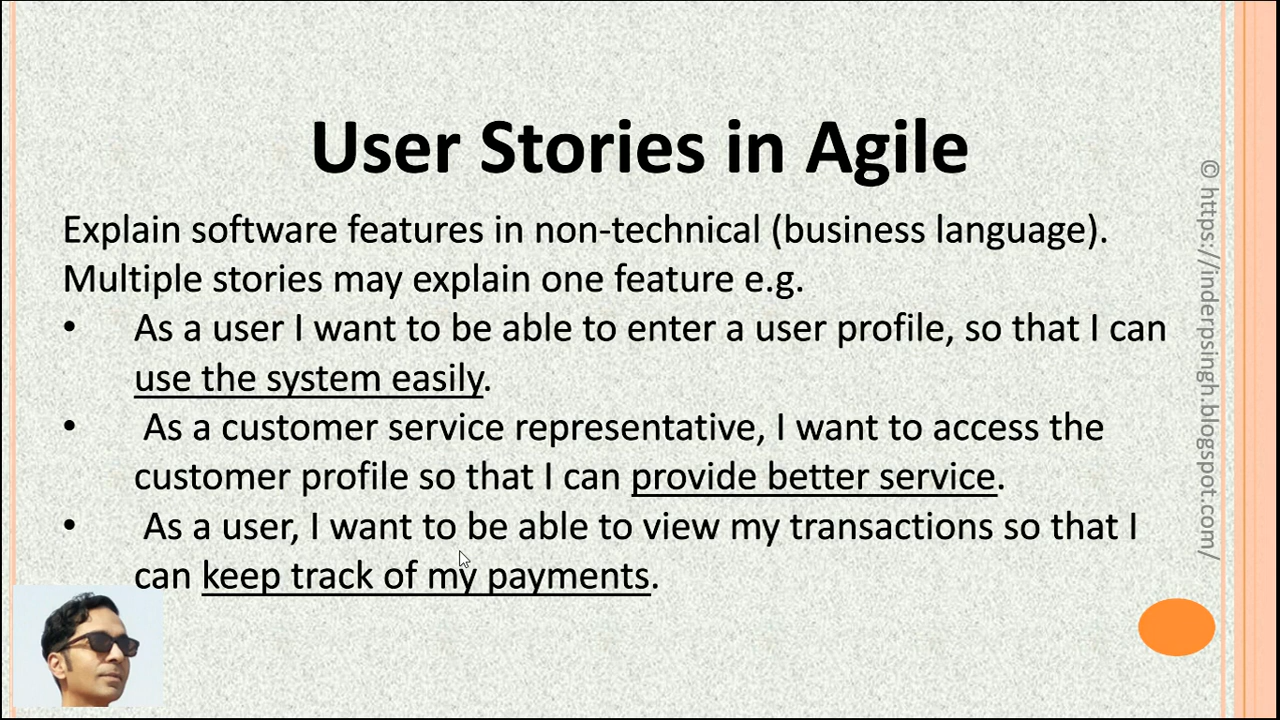 User Stories in Agile
Explain software features in non-technical (business language).
Multiple stories may explain one feature e.g.
• As a user I want to be able to enter a user profile, so that I can
use the system easily.
• As a customer service representative, I want to access the
customer profile so that I can provide better service.
• As a user, I want to be able to view my transactions so that I
can keep track of my payments.
© https://inderpsingh.blogspot.com/